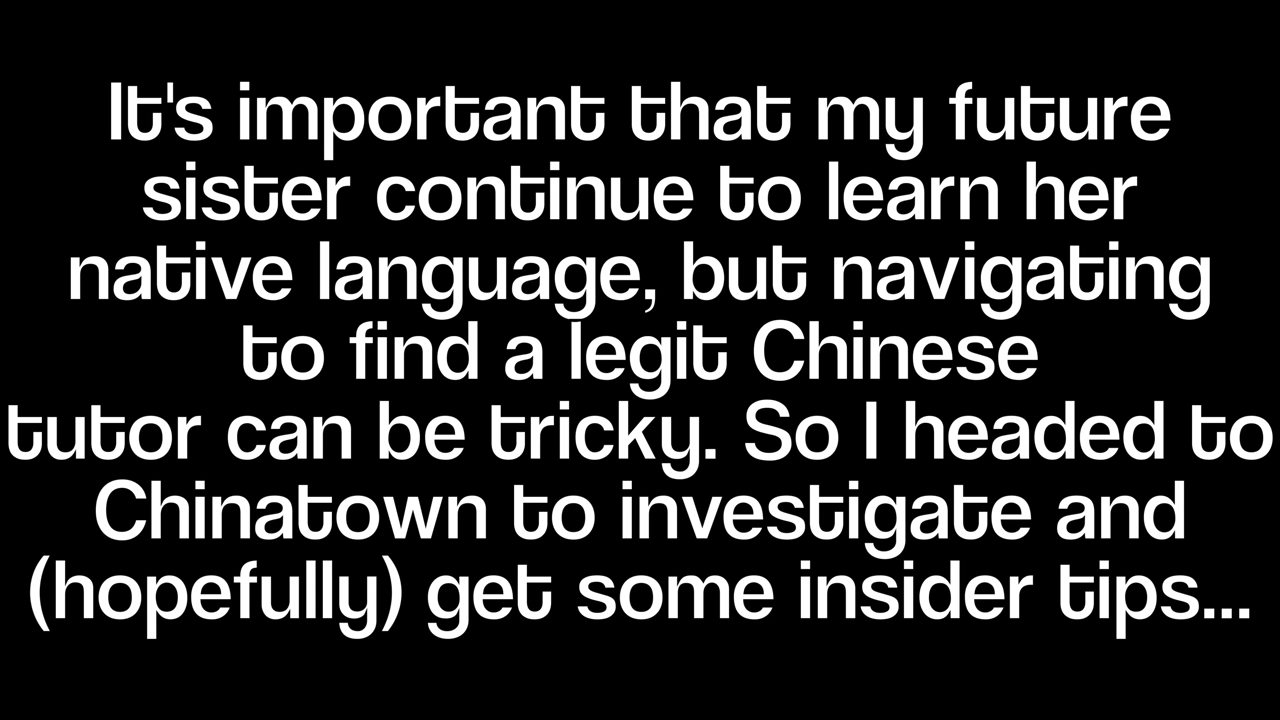 It's important that my future
sister continue to learn her
native language, but navigating
to find a legit Chinese
tutor can be tricky. So I headed to
Chinatown to investigate and
(hopefully) get some insider tips...